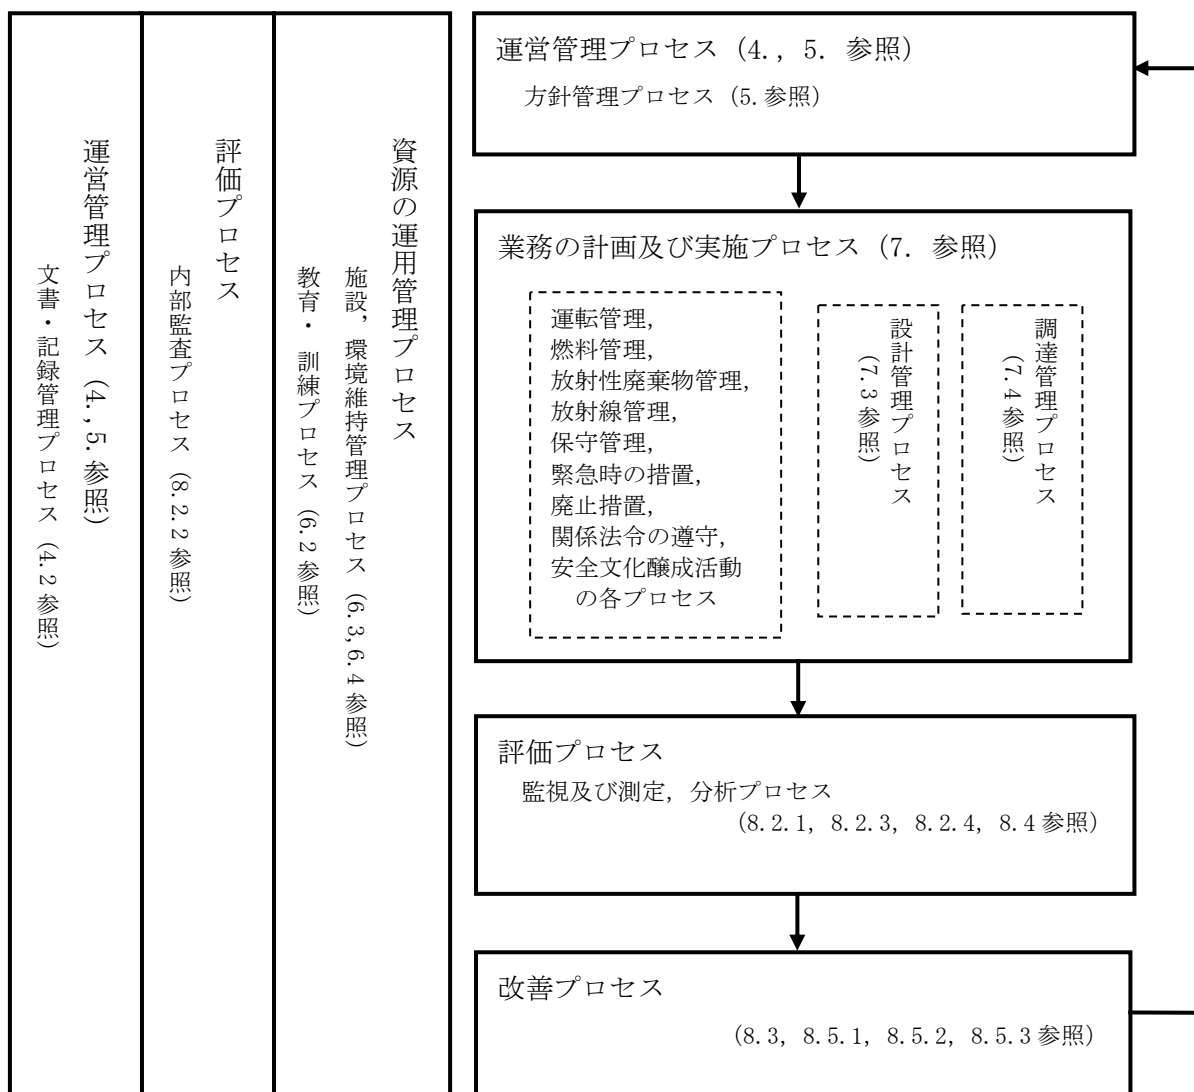 運営管理プロセス（4.，5.参照）
文書・記録管理プロセス（4.2参照）
評価プロセス
内部監査プロセス（8.2.2参照）
資源の運用管理プロセス
施設，環境維持管理プロセス（6.3,6.4参照）
教育・訓練プロセス（6.2参照）
運営管理プロセス（4.，5. 参照）
方針管理プロセス（5.参照）
業務の計画及び実施プロセス（7. 参照）
運転管理，
燃料管理，
放射性廃棄物管理，
放射線管理，
保守管理，
緊急時の措置，
廃止措置，
関係法令の遵守，
安全文化醸成活動
の各プロセス
設計管理プロセス
（7.3参照）
調達管理プロセス
（7.4参照）
評価プロセス
監視及び測定，分析プロセス
（8.2.1，8.2.3，8.2.4，8.4参照）
改善プロセス
（8.3，8.5.1，8.5.2，8.5.3参照）